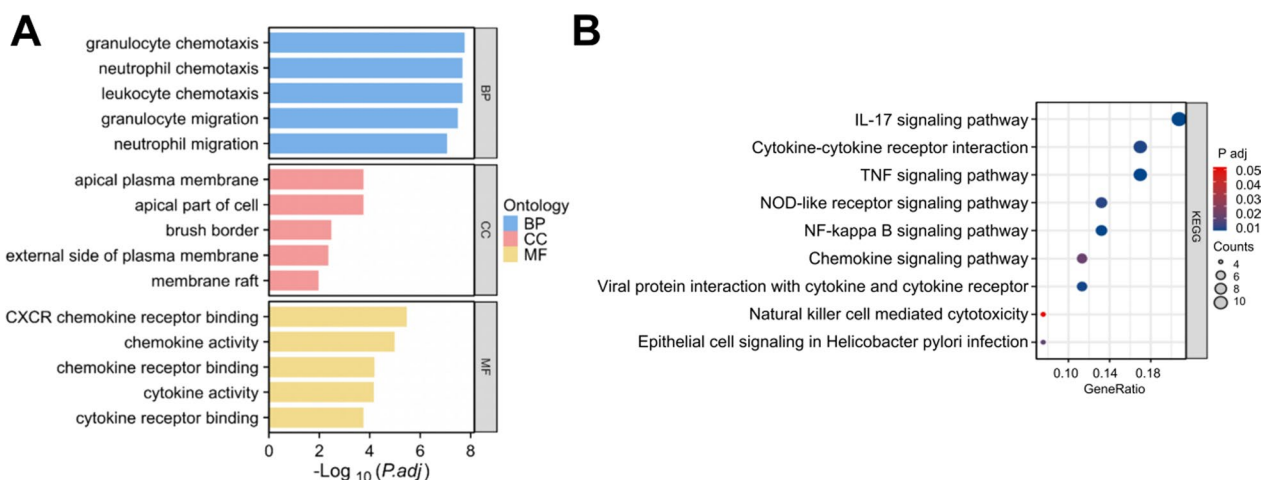 A
granulocyte chemotaxis
neutrophil chemotaxis
leukocyte chemotaxis
granulocyte migration
neutrophil migration
BP
apical plasma membrane
apical part of cell
brush border
external side of plasma membrane
membrane raft
CC
CXCR chemokine receptor binding
chemokine activity
chemokine receptor binding
cytokine activity
cytokine receptor binding
MF
0 2 4 6 8
-Log 10 (P.adj)
Ontology
BP
CC
MF
B
IL-17 signaling pathway
Cytokine-cytokine receptor interaction
TNF signaling pathway
NOD-like receptor signaling pathway
NF-kappa B signaling pathway
Chemokine signaling pathway
Viral protein interaction with cytokine and cytokine receptor
Natural killer cell mediated cytotoxicity
Epithelial cell signaling in Helicobacter pylori infection
KEGG
0.10 0.14 0.18
GeneRatio
P adj
0.05
0.04
0.03
0.02
0.01
Counts
4
6
8
10